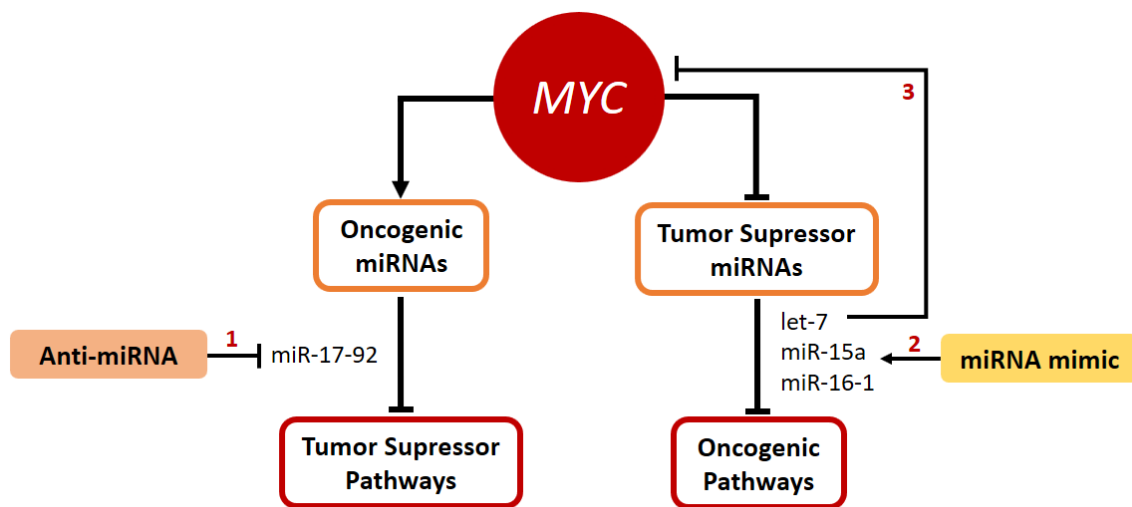 MYC
3
Oncogenic
miRNAs
Tumor Supressor
miRNAs
let-7
Anti-miRNA
1
miR-17-92
miR-15a
2
miRNA mimic
miR-16-1
Tumor Supressor
Pathways
Oncogenic
Pathways